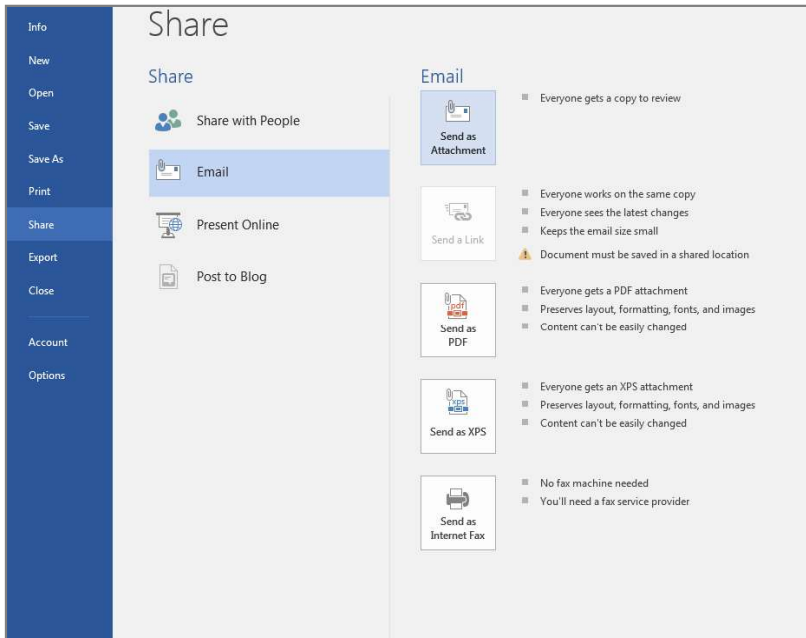 Info
New
Open
Save
Save As
Print
Share
Export
Close
Account
Options
Share
Share
Share with People
Email
Present Online
Post to Blog
Email
Send as
Attachment
Everyone gets a copy to review
Send a Link
Everyone works on the same copy
Everyone sees the latest changes
Keeps the email size small
Document must be saved in a shared location
pdf
Send as
PDF
Everyone gets a PDF attachment
Preserves layout, formatting, fonts, and images
Content can't be easily changed
xps
Send as XPS
Everyone gets an XPS attachment
Preserves layout, formatting, fonts, and images
Content can't be easily changed
Send as
Internet Fax
No fax machine needed
You'll need a fax service provider